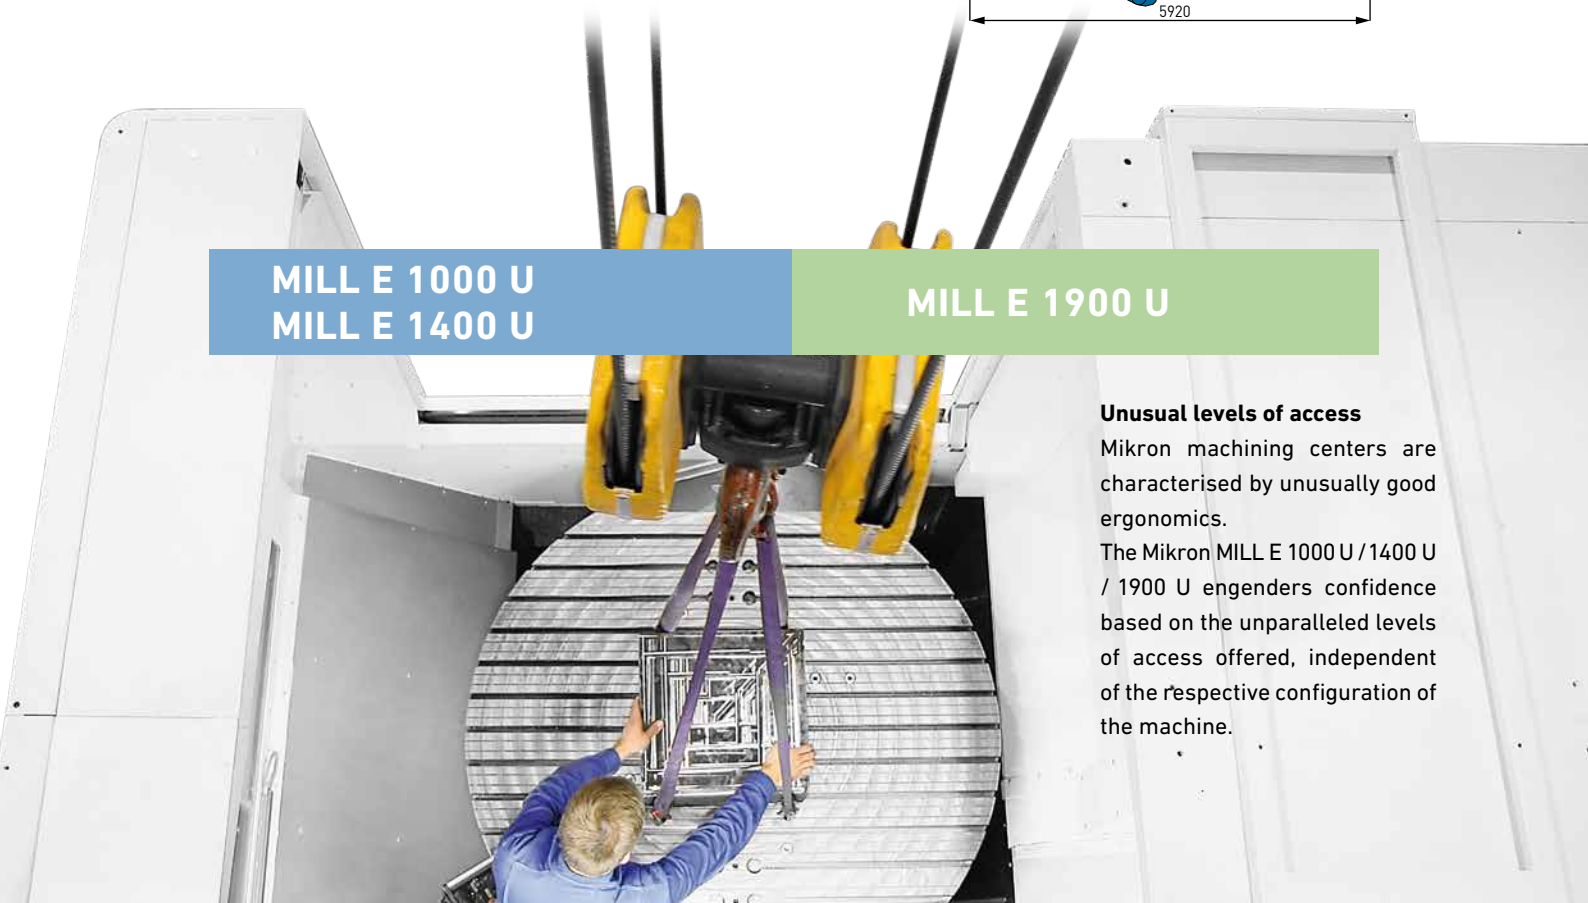 5920
MILL E 1000 U
MILL E 1400 U
MILL E 1900 U
Unusual levels of access
Mikron machining centers are
characterised by unusually good
ergonomics.
The Mikron MILL E 1000 U / 1400 U
/ 1900 U engenders confidence
based on the unparalleled levels
of access offered, independent
of the respective configuration of
the machine.